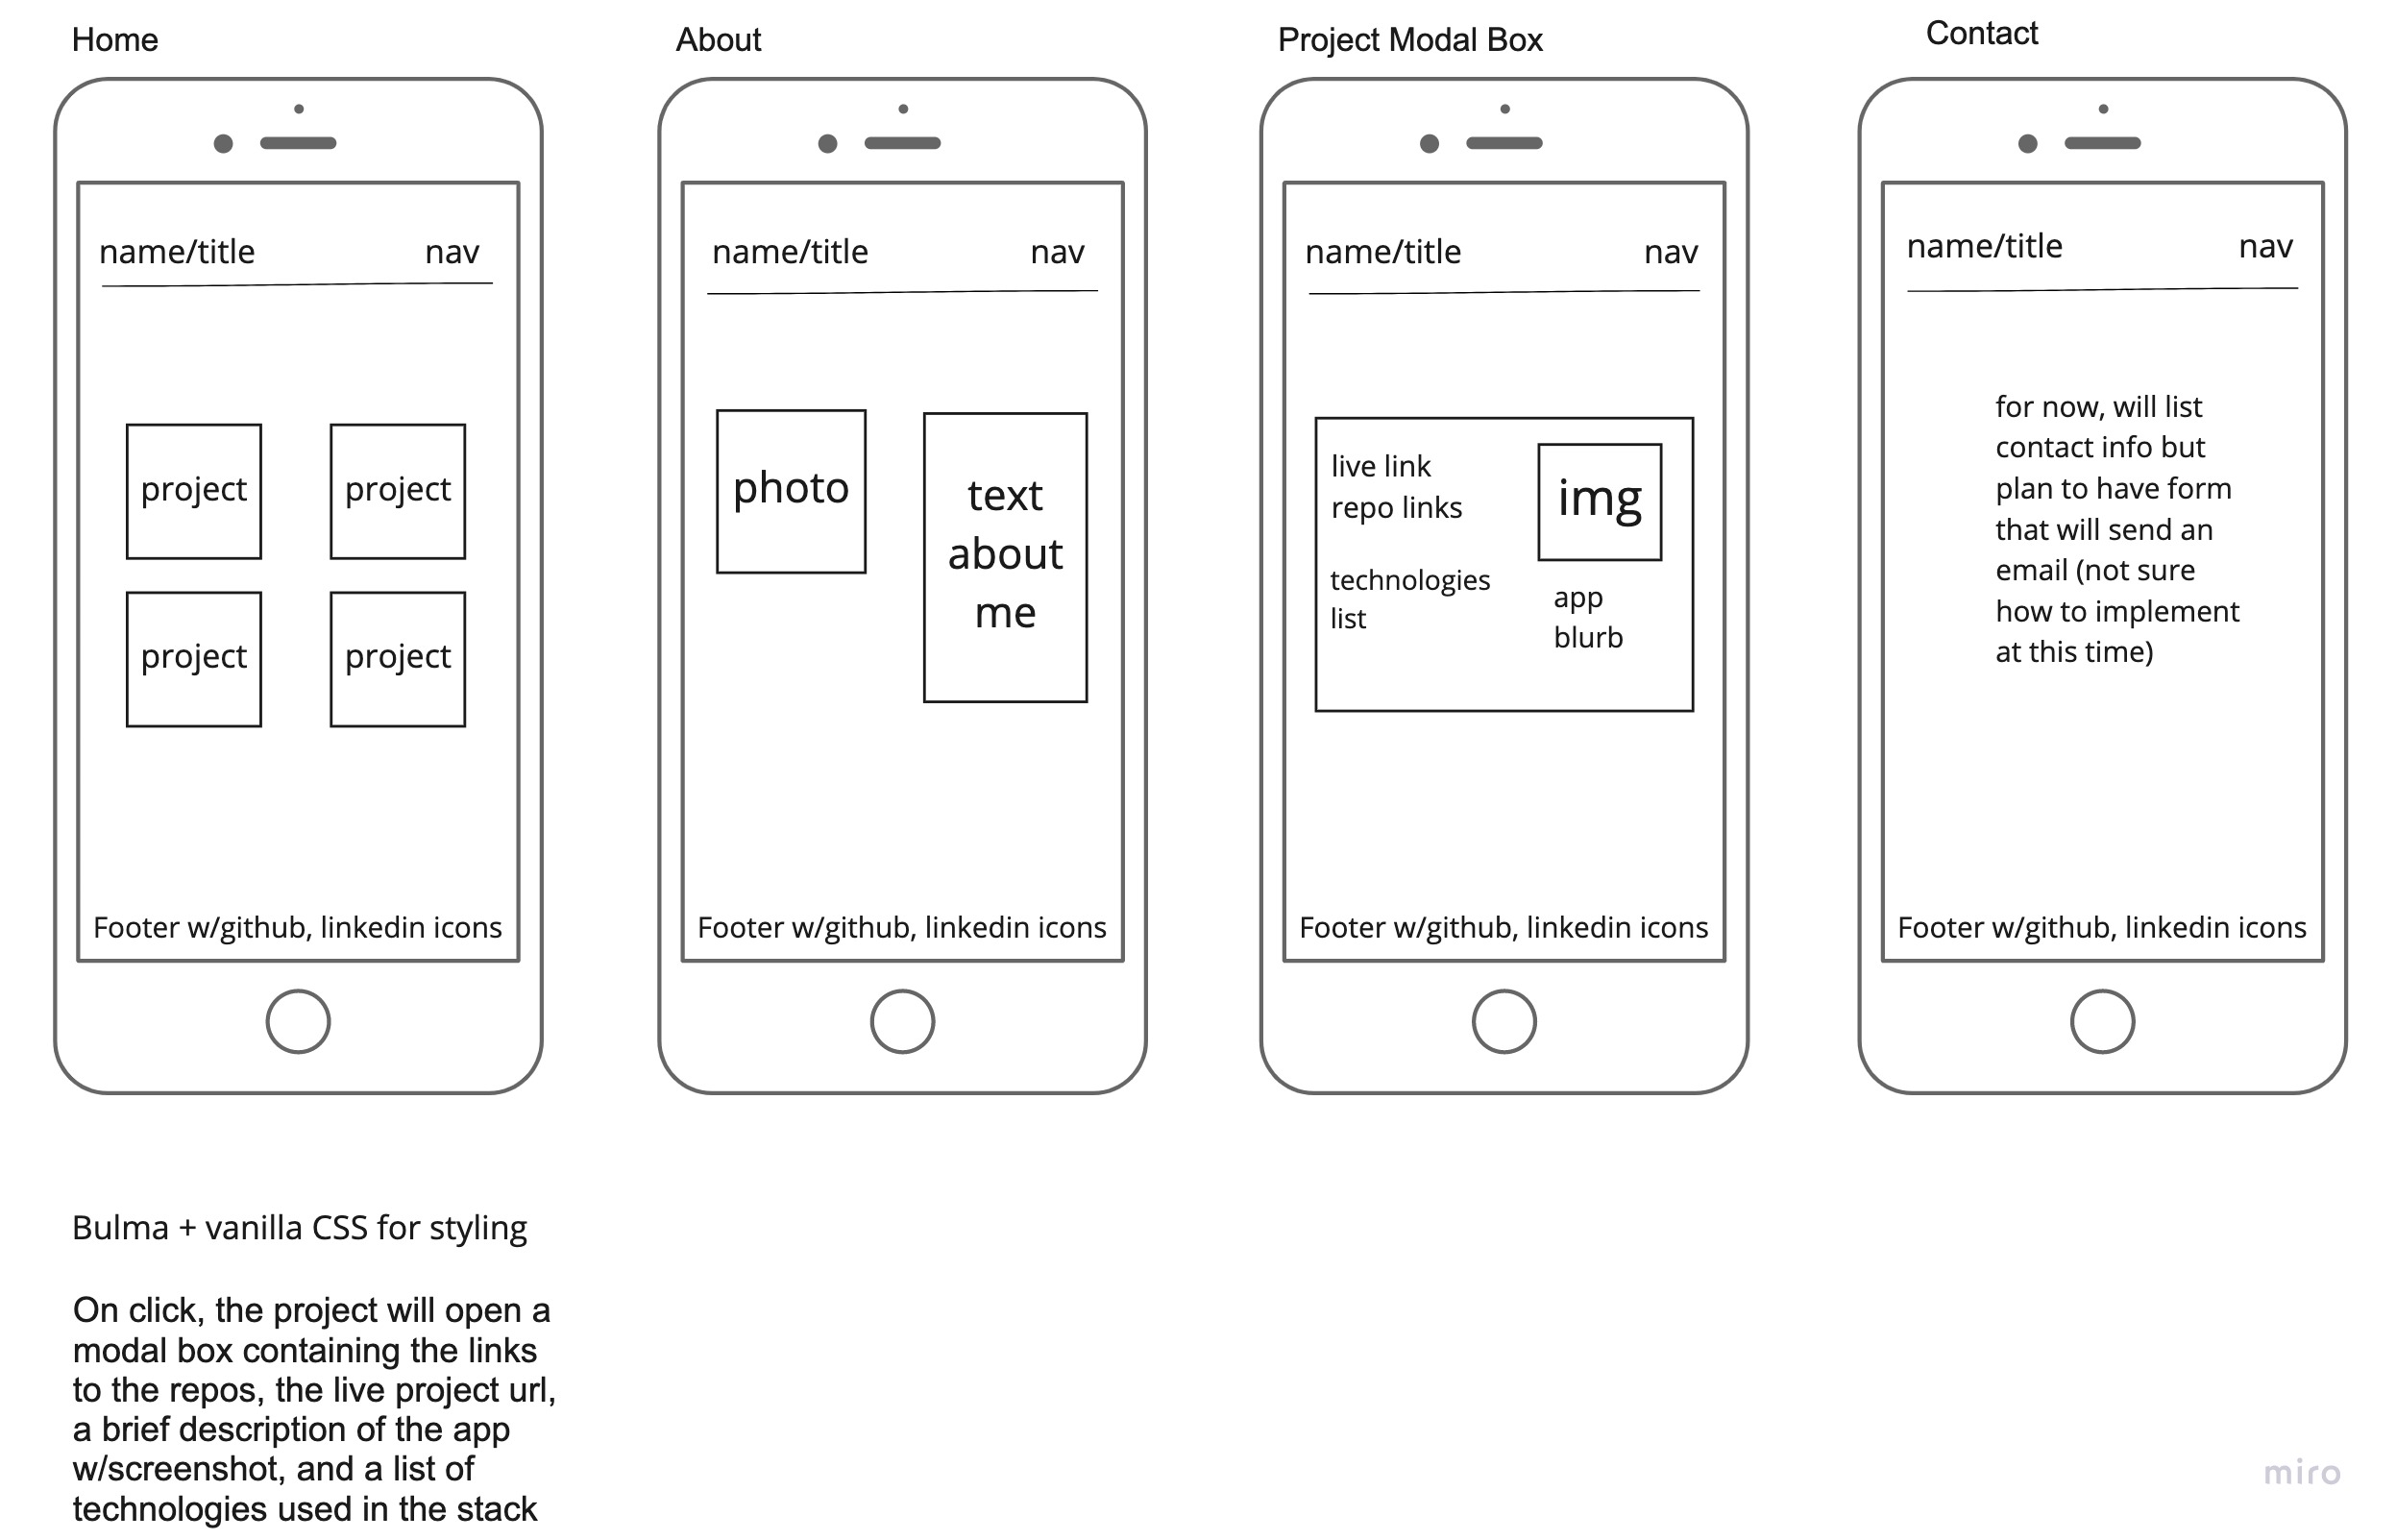 Home
name/title
nav
project
project
project
project
Footer w/github, linkedin icons
About
name/title
nav
photo
text
about
me
Footer w/github, linkedin icons
Project Modal Box
name/title
nav
live link
repo links
technologies
list
img
app
blurb
Footer w/github, linkedin icons
Contact
name/title
nav
for now, will list
contact info but
plan to have form
that will send an
email (not sure
how to implement
at this time)
Footer w/github, linkedin icons
Bulma + vanilla CSS for styling
On click, the project will open a
modal box containing the links
to the repos, the live project url,
a brief description of the app
w/screenshot, and a list of
technologies used in the stack
miro